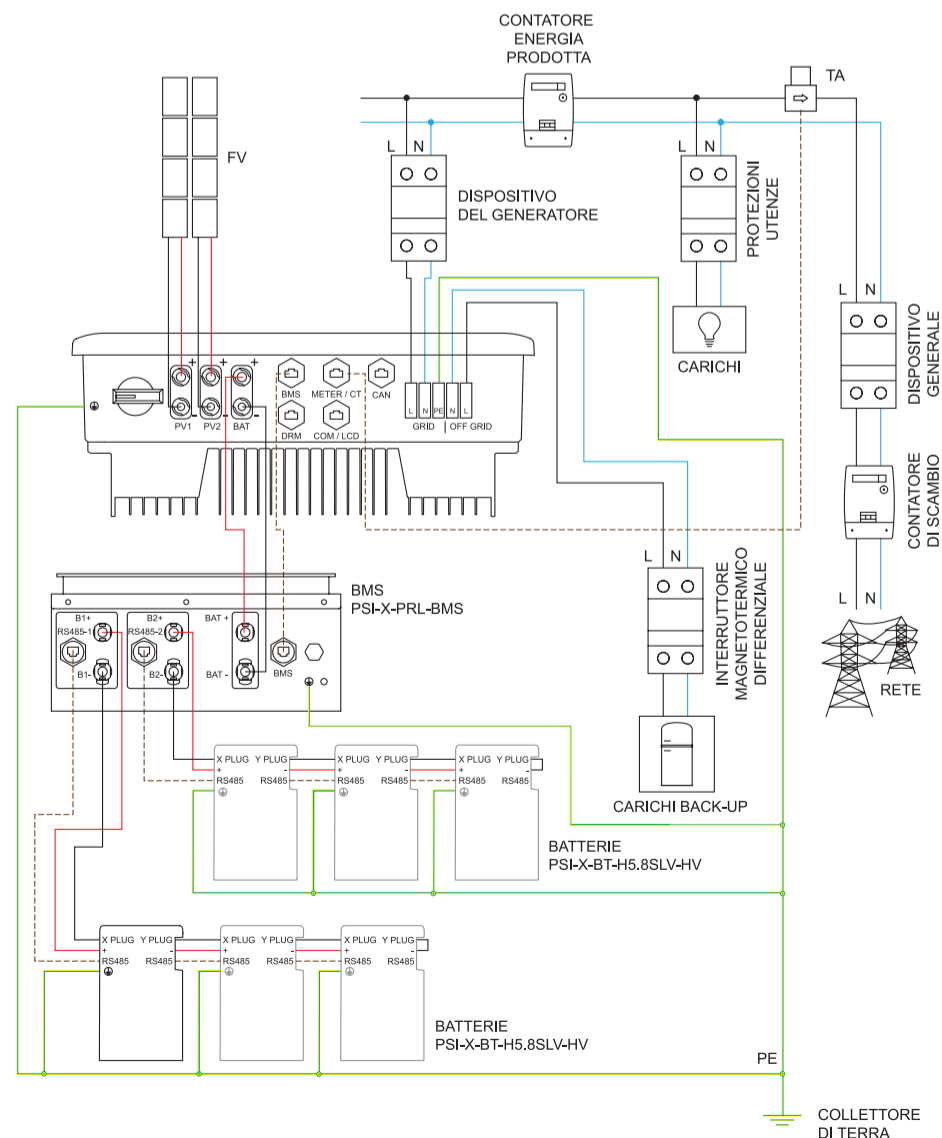 CONTATORE
ENERGIA
PRODOTTA
TA
FV
L N
DISPOSITIVO
DEL GENERATORE
L N
PROTEZIONI
UTENZE
CARICHI
L N
DISPOSITIVO
GENERALE
CONTATORE
DI SCAMBIO
L N
RETE
+ + +
- - -
PV1 PV2 BAT
BMS METER / CT CAN
DRM COM / LCD
L N PE N L
GRID OFF GRID
L N
INTERRUTTORE
MAGNETOTERMICO
DIFFERENZIALE
CARICHI BACK-UP
BMS
PSI-X-PRL-BMS
B1+ B2+ BAT +
RS485-1 RS485-2
B1- B2- BAT - BMS
X PLUG Y PLUG X PLUG Y PLUG X PLUG Y PLUG
+ - + - + -
RS485 RS485 RS485 RS485 RS485 RS485
BATTERIE
PSI-X-BT-H5.8SLV-HV
X PLUG Y PLUG X PLUG Y PLUG X PLUG Y PLUG
+ - + - + -
RS485 RS485 RS485 RS485 RS485 RS485
BATTERIE
PSI-X-BT-H5.8SLV-HV
PE
COLLETTORE
DI TERRA